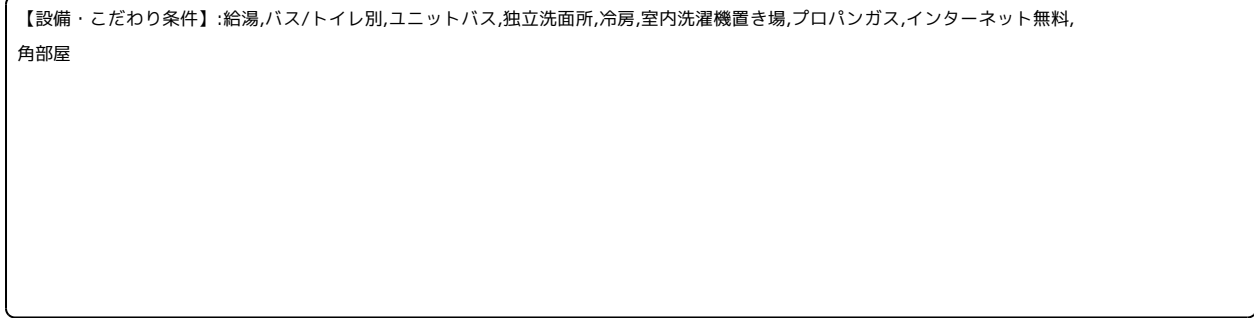 【設備・こだわり条件】:給湯,バス/トイレ別,ユニットバス,独立洗面所,冷房,室内洗濯機置き場,プロパンガス,インターネット無料,
角部屋